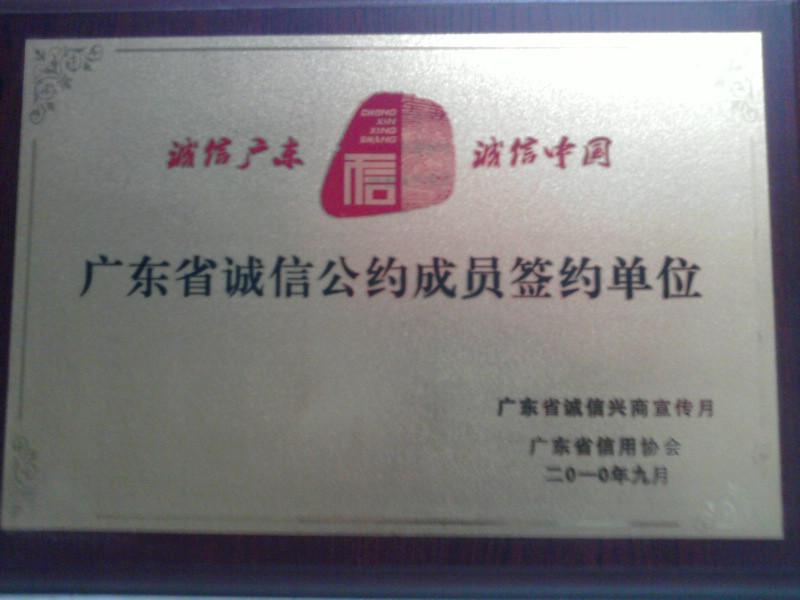 诚信广东
CHENG
XIN
XING
SHANG
信
诚信中国
广东省诚信公约成员签约单位
广东省诚信兴商宣传月
广东省信用协会
二0一0年九月